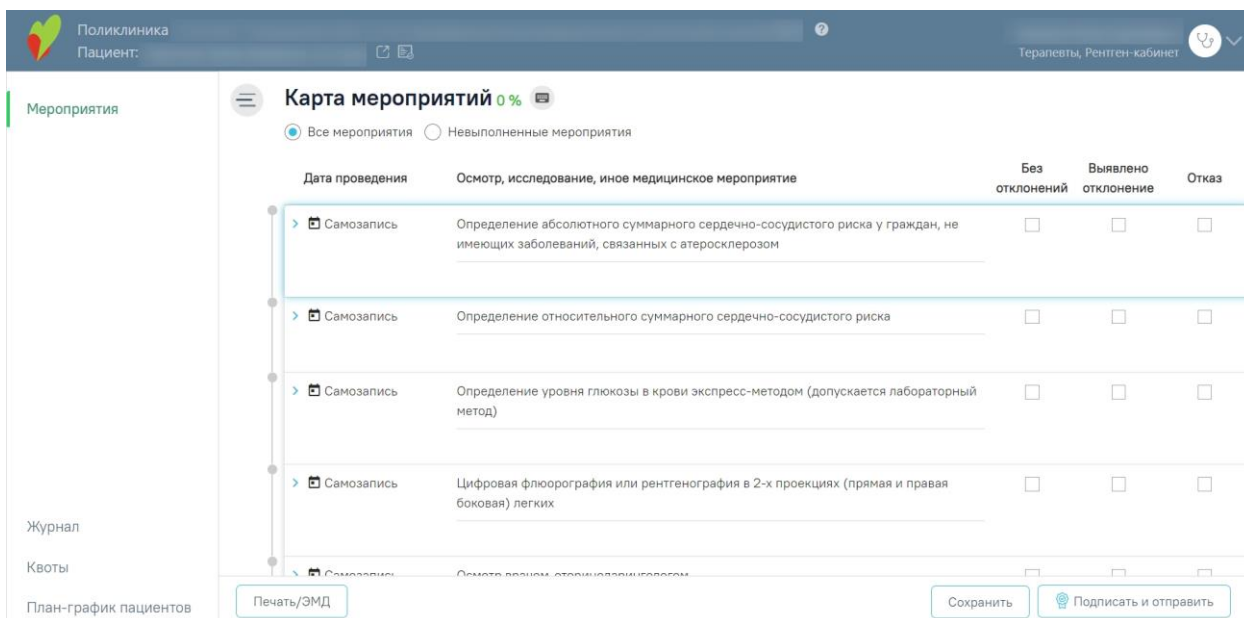 Поликлиника
Пациент:
Терапевты, Рентген-кабинет
Мероприятия
Карта мероприятий 0 %
Все мероприятия Невыполненные мероприятия
Дата проведения Осмотр, исследование, иное медицинское мероприятие Без отклонений Выявлено отклонение Отказ
Самозапись Определение абсолютного суммарного сердечно-сосудистого риска у граждан, не
имеющих заболеваний, связанных с атеросклерозом
Самозапись Определение относительного суммарного сердечно-сосудистого риска
Самозапись Определение уровня глюкозы в крови экспресс-методом (допускается лабораторный
метод)
Самозапись Цифровая флюорография или рентгенография в 2-х проекциях (прямая и правая
боковая) легких
Самозапись Осмотр врачом-оториноларингологом
Журнал
Квоты
План-график пациентов
Печать/ЭМД Сохранить Подписать и отправить